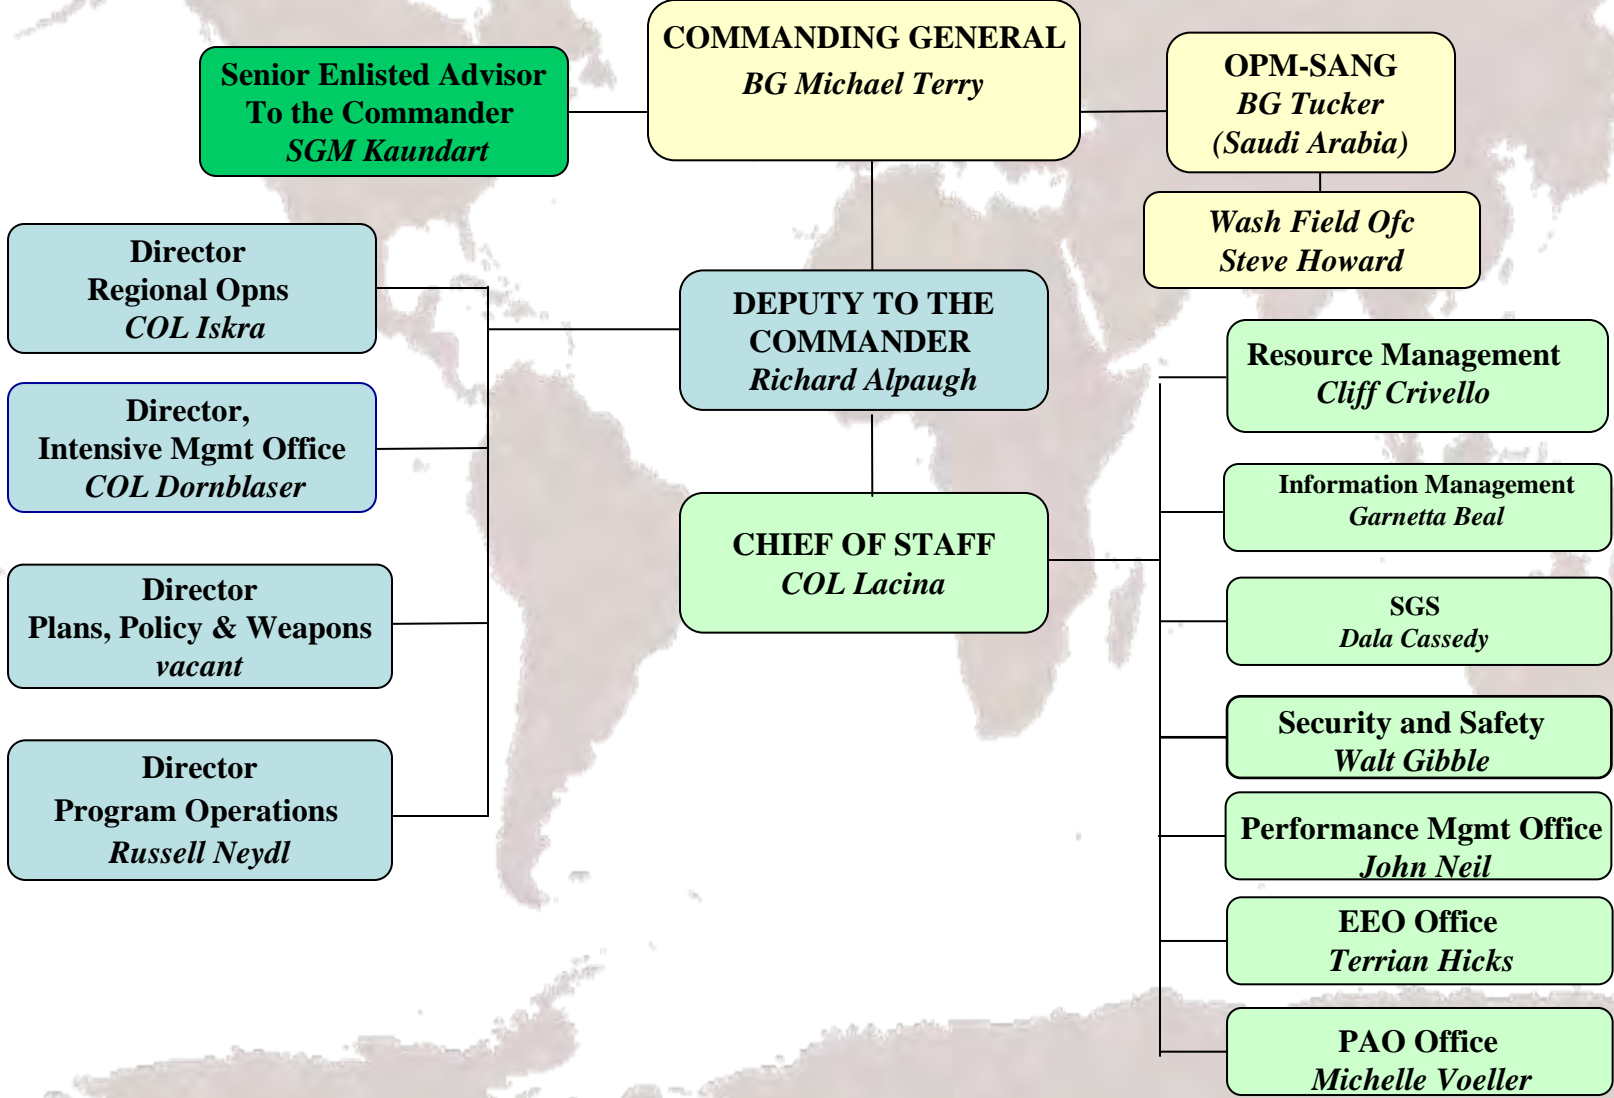 COMMANDING GENERAL
BG Michael Terry
Senior Enlisted Advisor
To the Commander
SGM Kaundart
OPM-SANG
BG Tucker
(Saudi Arabia)
Wash Field Ofc
Steve Howard
DEPUTY TO THE
COMMANDER
Richard Alpaugh
CHIEF OF STAFF
COL Lacina
Director
Regional Opns
COL Iskra
Director,
Intensive Mgmt Office
COL Dornblaser
Director
Plans, Policy & Weapons
vacant
Director
Program Operations
Russell Neydl
Resource Management
Cliff Crivello
Information Management
Garnetta Beal
SGS
Dala Cassedy
Security and Safety
Walt Gibble
Performance Mgmt Office
John Neil
EEO Office
Terrian Hicks
PAO Office
Michelle Voeller